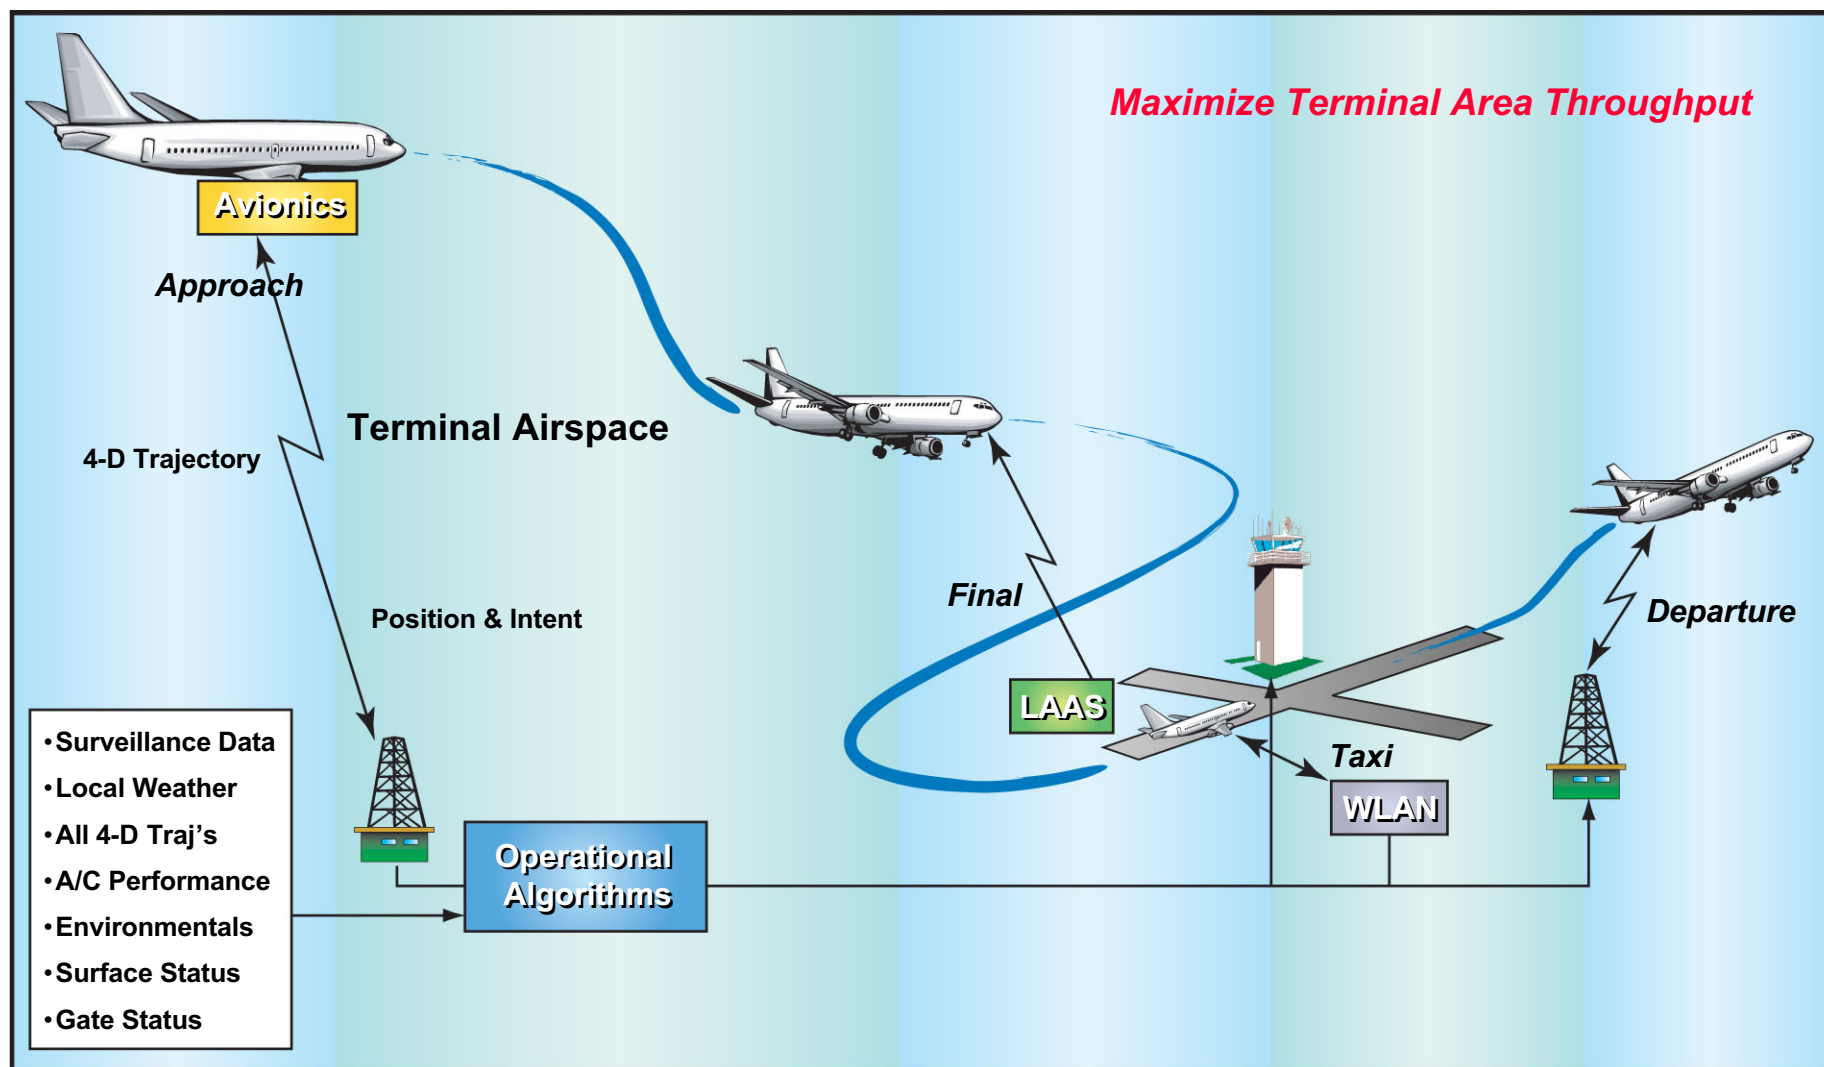 Maximize Terminal Area Throughput
Avionics
Approach
Terminal Airspace
4-D Trajectory
Position & Intent
Final
Departure
LAAS
Taxi
WLAN
•Surveillance Data
•Local Weather
•All 4-D Traj’s
•A/C Performance
•Environmentals
•Surface Status
•Gate Status
Operational
Algorithms